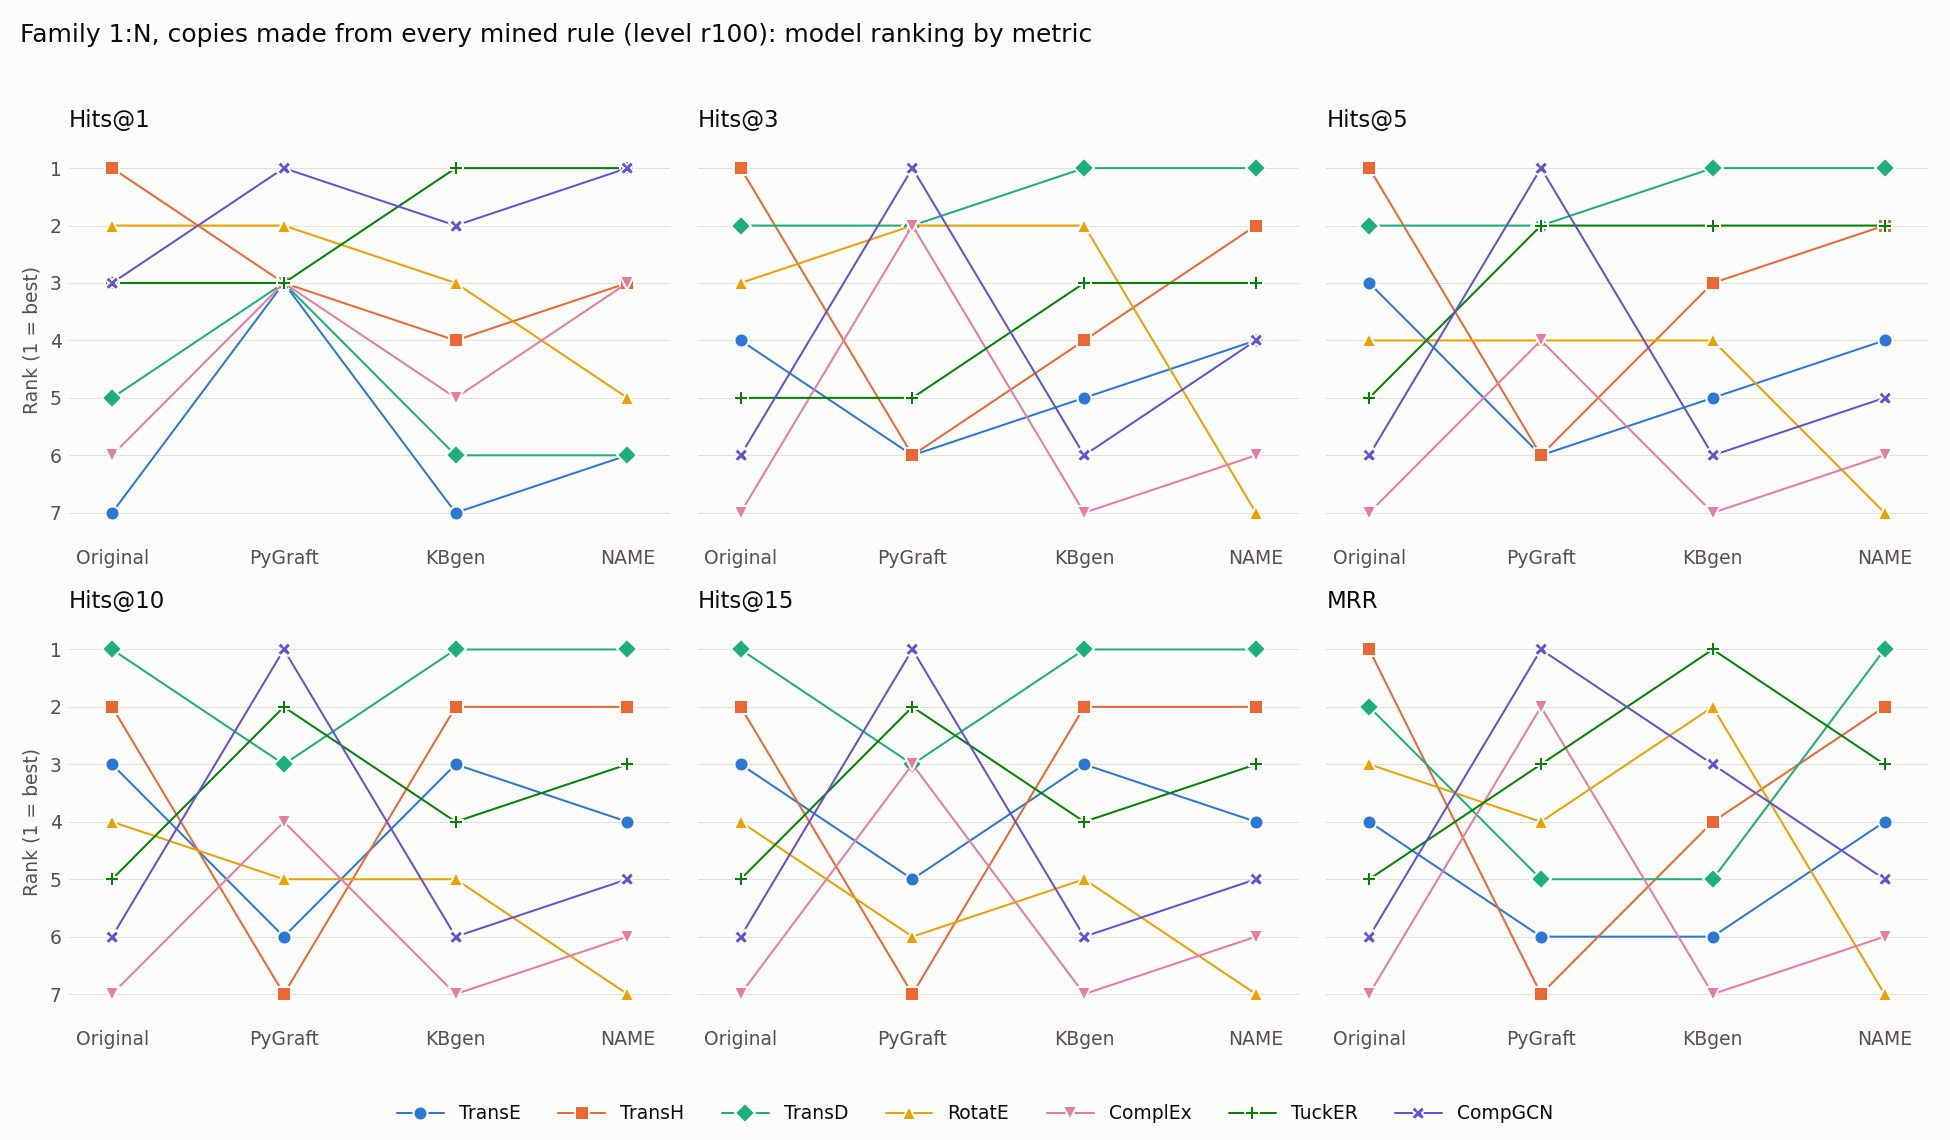 Family 1:N, copies made from every mined rule (level r100): model ranking by metric
Hits@1
Hits@3
Hits@5
Rank (1 = best)
1
2
3
4
5
6
7
Original PyGraft KBgen NAME
Original PyGraft KBgen NAME
Original PyGraft KBgen NAME
Hits@10
Hits@15
MRR
Rank (1 = best)
1
2
3
4
5
6
7
Original PyGraft KBgen NAME
Original PyGraft KBgen NAME
Original PyGraft KBgen NAME
TransE TransH TransD RotatE ComplEx TuckER CompGCN